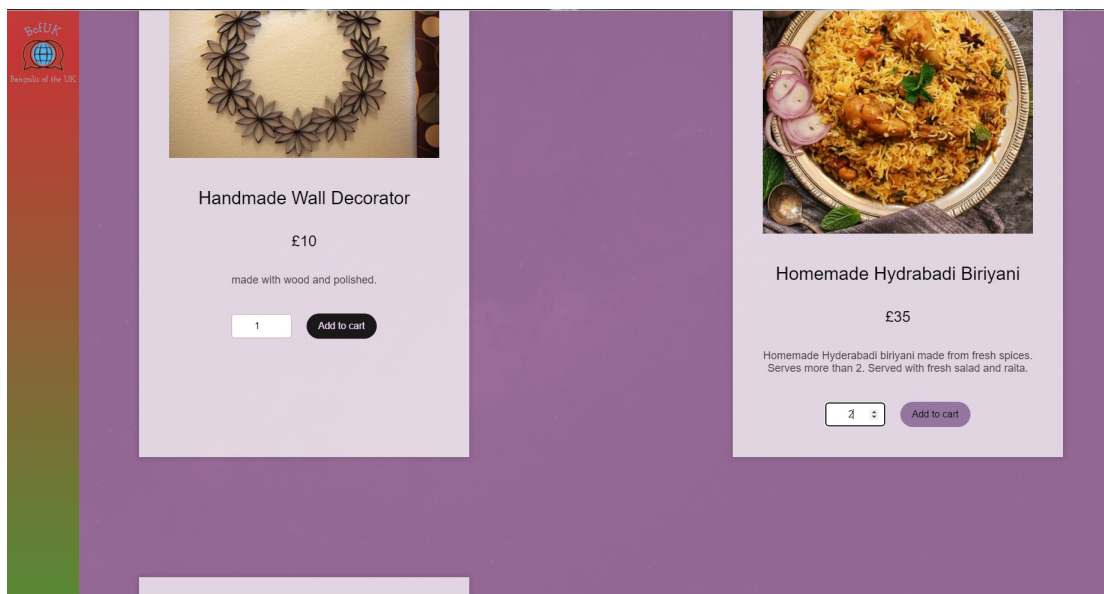 BofUK
Bengalis of the UK
Handmade Wall Decorator
£10
made with wood and polished.
1
Add to cart
Homemade Hydrabadi Biriyani
£35
Homemade Hyderabadi biriyani made from fresh spices.
Serves more than 2. Served with fresh salad and raita.
2
Add to cart